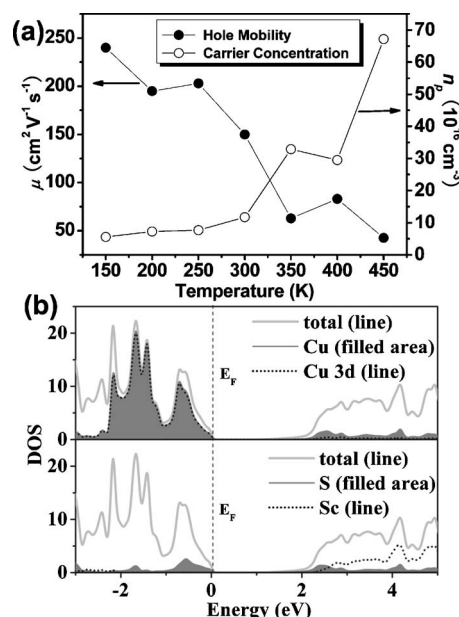 (a)
Hole Mobility
Carrier Concentration
250
200
150
100
50
μ (cm² V⁻¹ s⁻¹)
70
60
50
40
30
20
10
0
n_p (10¹⁶ cm⁻³)
150 200 250 300 350 400 450
Temperature (K)
(b)
20
10
0
total (line)
Cu (filled area)
Cu 3d (line)
E_F
DOS
20
10
0
total (line)
S (filled area)
Sc (line)
E_F
-2 0 2 4
Energy (eV)